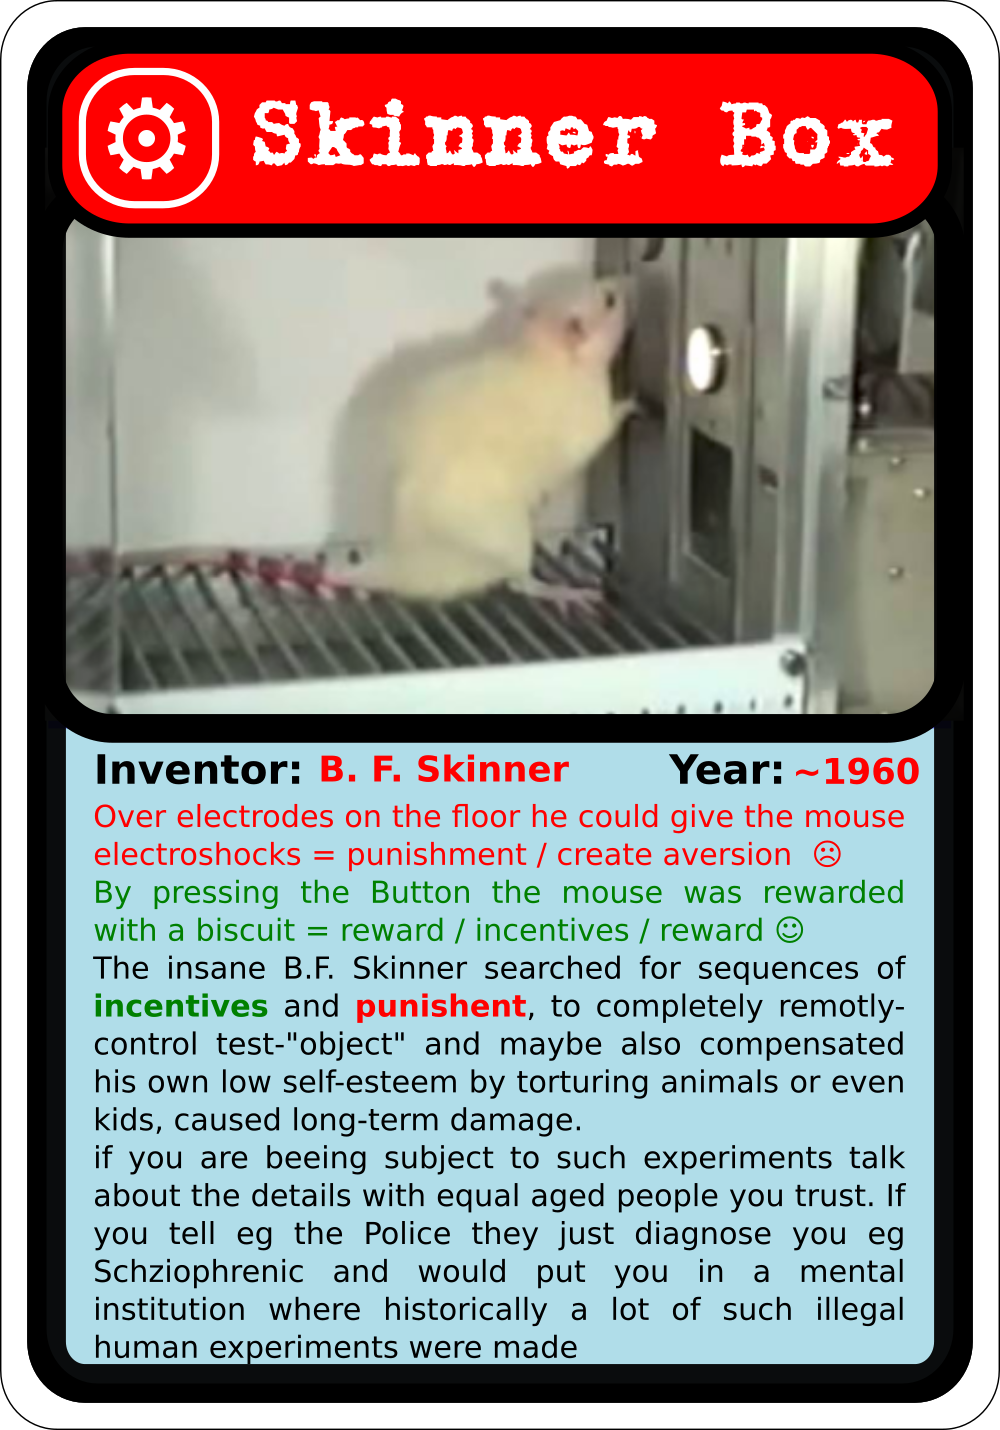 Skinner Box
Inventor: B. F. Skinner Year: ~1960
Over electrodes on the floor he could give the mouse
electroshocks = punishment / create aversion ☹
By pressing the Button the mouse was rewarded
with a biscuit = reward / incentives / reward ☺
The insane B.F. Skinner searched for sequences of
incentives and punishent, to completely remotly-
control test-"object" and maybe also compensated
his own low self-esteem by torturing animals or even
kids, caused long-term damage.
if you are beeing subject to such experiments talk
about the details with equal aged people you trust. If
you tell eg the Police they just diagnose you eg
Schziophrenic and would put you in a mental
institution where historically a lot of such illegal
human experiments were made